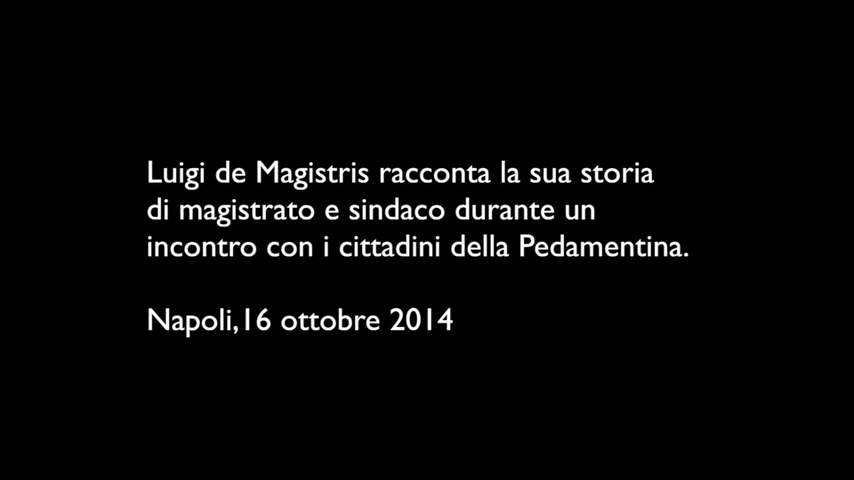 Luigi de Magistris racconta la sua storia
di magistrato e sindaco durante un
incontro con i cittadini della Pedamentina.
Napoli,16 ottobre 2014